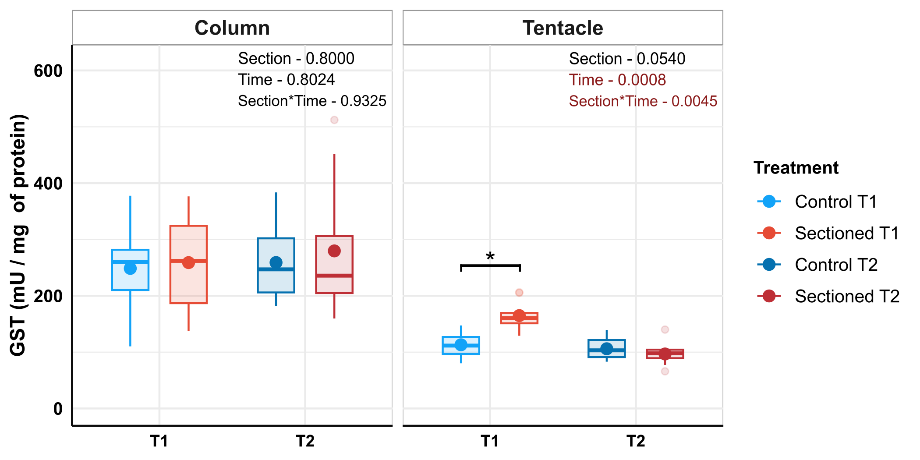 Column
Tentacle
Section - 0.8000
Time - 0.8024
Section*Time - 0.9325
Section - 0.0540
Time - 0.0008
Section*Time - 0.0045
GST (mU / mg of protein)
600
400
200
0
*
T1
T2
T1
T2
Treatment
Control T1
Sectioned T1
Control T2
Sectioned T2